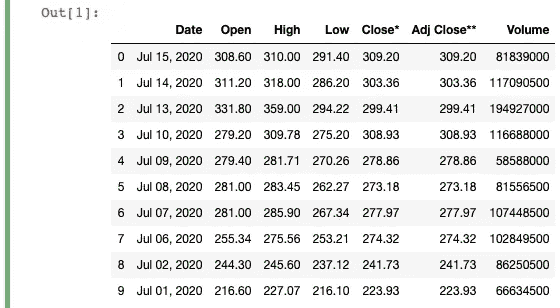 Out[1]:
Date Open High Low Close* Adj Close** Volume
0 Jul 15, 2020 308.60 310.00 291.40 309.20 309.20 81839000
1 Jul 14, 2020 311.20 318.00 286.20 303.36 303.36 117090500
2 Jul 13, 2020 331.80 359.00 294.22 299.41 299.41 194927000
3 Jul 10, 2020 279.20 309.78 275.20 308.93 308.93 116688000
4 Jul 09, 2020 279.40 281.71 270.26 278.86 278.86 58588000
5 Jul 08, 2020 281.00 283.45 262.27 273.18 273.18 81556500
6 Jul 07, 2020 281.00 285.90 267.34 277.97 277.97 107448500
7 Jul 06, 2020 255.34 275.56 253.21 274.32 274.32 102849500
8 Jul 02, 2020 244.30 245.60 237.12 241.73 241.73 86250500
9 Jul 01, 2020 216.60 227.07 216.10 223.93 223.93 66634500